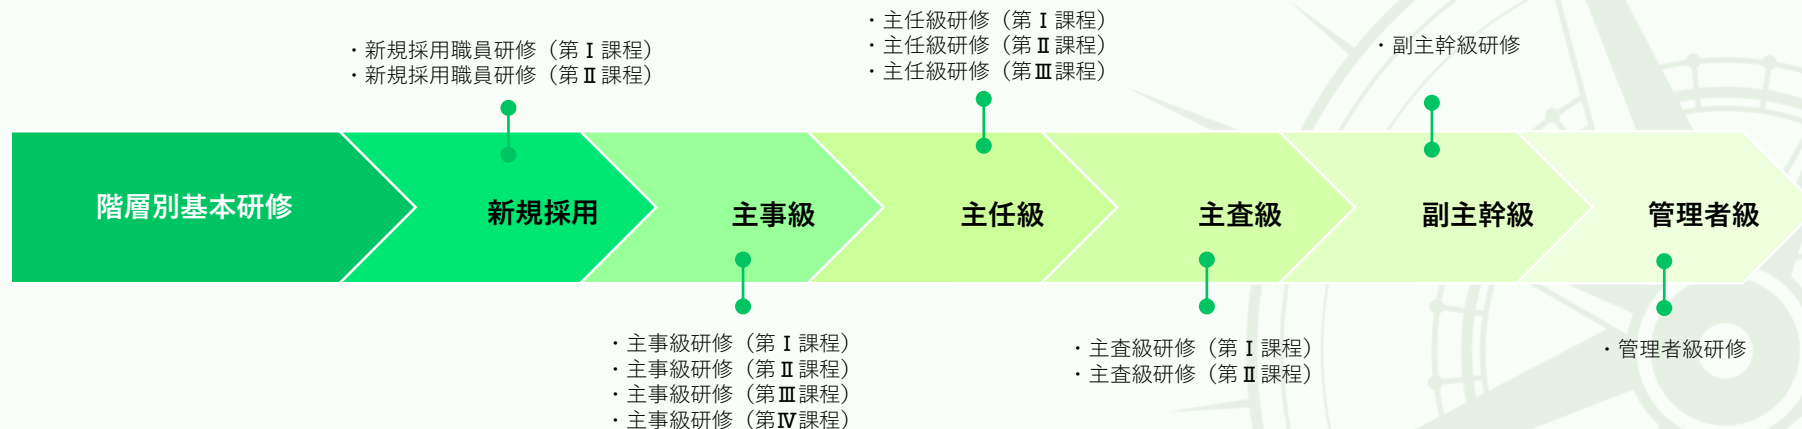 ・新規採用職員研修（第Ⅰ課程）
・新規採用職員研修（第Ⅱ課程）
・主任級研修（第Ⅰ課程）
・主任級研修（第Ⅱ課程）
・主任級研修（第Ⅲ課程）
・副主幹級研修
階層別基本研修
新規採用
主事級
主任級
主査級
副主幹級
管理者級
・主事級研修（第Ⅰ課程）
・主事級研修（第Ⅱ課程）
・主事級研修（第Ⅲ課程）
・主事級研修（第Ⅳ課程）
・主査級研修（第Ⅰ課程）
・主査級研修（第Ⅱ課程）
・管理者級研修